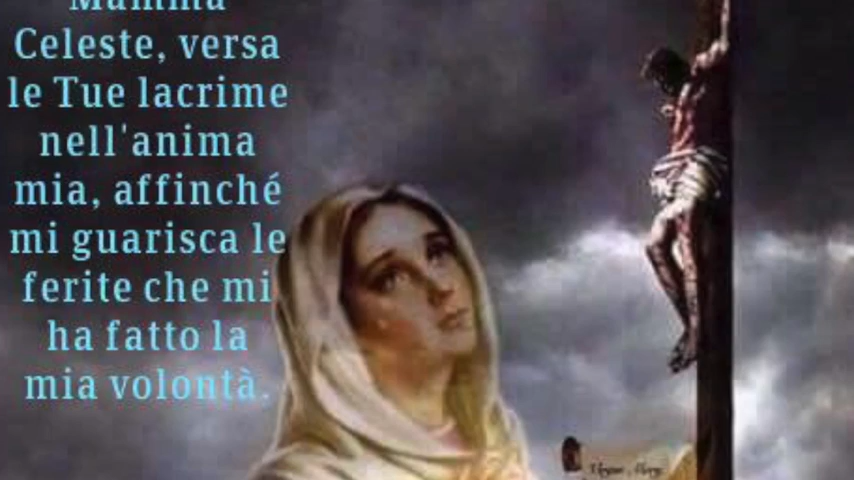 Mamma
Celeste, versa
le Tue lacrime
nell'anima
mia, affinché
mi guarisca le
ferite che mi
ha fatto la
mia volontà.